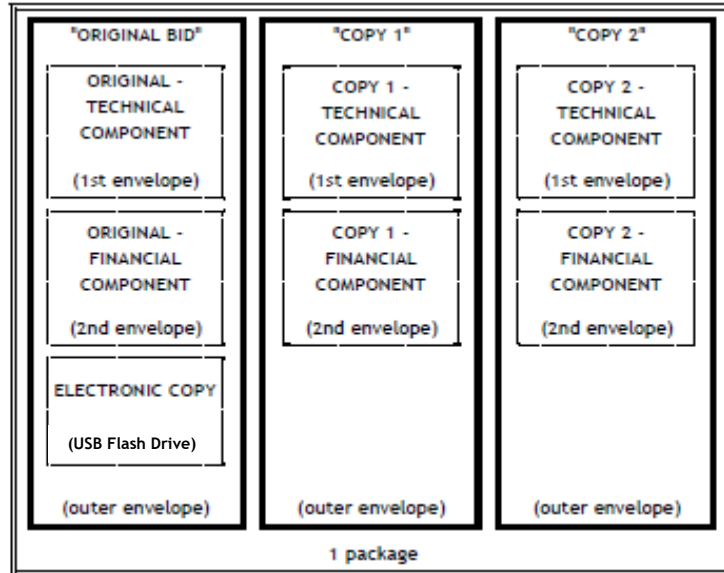 "ORIGINAL BID"
ORIGINAL -
TECHNICAL
COMPONENT
(1st envelope)
ORIGINAL -
FINANCIAL
COMPONENT
(2nd envelope)
ELECTRONIC COPY
(USB Flash Drive)
(outer envelope)
"COPY 1"
COPY 1 -
TECHNICAL
COMPONENT
(1st envelope)
COPY 1 -
FINANCIAL
COMPONENT
(2nd envelope)
(outer envelope)
"COPY 2"
COPY 2 -
TECHNICAL
COMPONENT
(1st envelope)
COPY 2 -
FINANCIAL
COMPONENT
(2nd envelope)
(outer envelope)
1 package